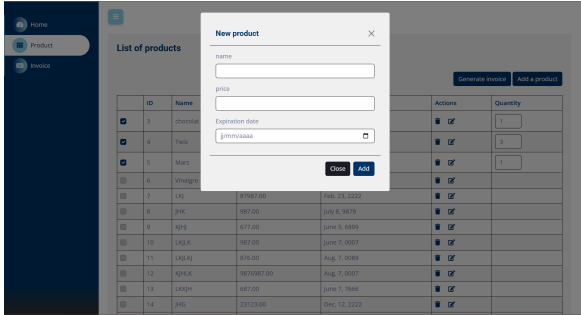 Home
Product
Invoice
List of products
New product
name
price
Expiration date
jj/mm/aaaa
Close Add
Generate invoice Add a product
ID Name Actions Quantity
3 chocolat 1
4 Twix 3
5 Mars 1
6 Vinaigre
7 LKJ 87987.00 Feb. 23, 2222
8 JHK 987.00 July 8, 9879
9 KJHJ 677.00 June 5, 6899
10 LKJLK 987.00 June 7, 0007
11 LKJLKJ 876.00 Aug. 7, 0089
12 KJHLK 9876987.00 Aug. 7, 0007
13 LKKJH 687.00 June 7, 7666
14 JHG 23123.00 Dec. 12, 2222